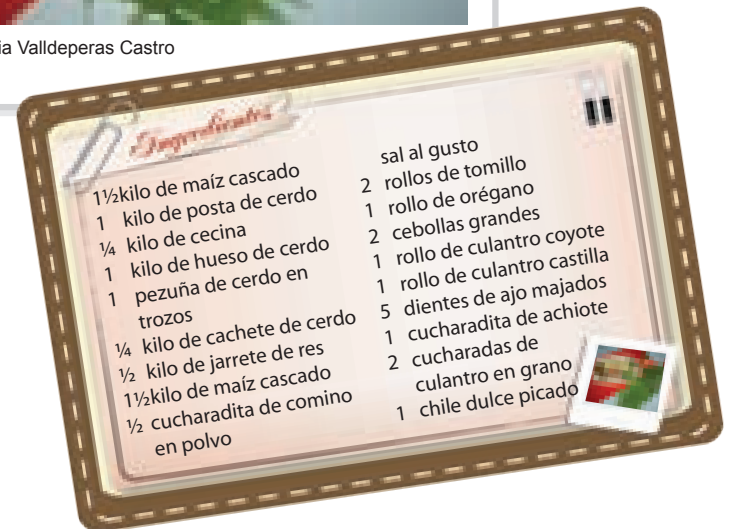 ia Valldeperas Castro
Ingredientes
1½kilo de maíz cascado
1 kilo de posta de cerdo
¼ kilo de cecina
1 kilo de hueso de cerdo
1 pezuña de cerdo en
trozos
¼ kilo de cachete de cerdo
½ kilo de jarrete de res
1½kilo de maíz cascado
½ cucharadita de comino
en polvo
sal al gusto
2 rollos de tomillo
1 rollo de orégano
2 cebollas grandes
1 rollo de culantro coyote
1 rollo de culantro castilla
5 dientes de ajo majados
1 cucharadita de achiote
2 cucharadas de
culantro en grano
1 chile dulce picado